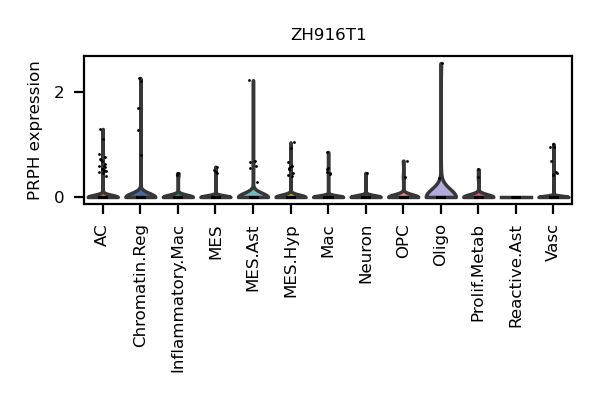 ZH916T1
PRPH expression
2
0
AC
Chromatin.Reg
Inflammatory.Mac
MES
MES.Ast
MES.Hyp
Mac
Neuron
OPC
Oligo
Prolif.Metab
Reactive.Ast
Vasc